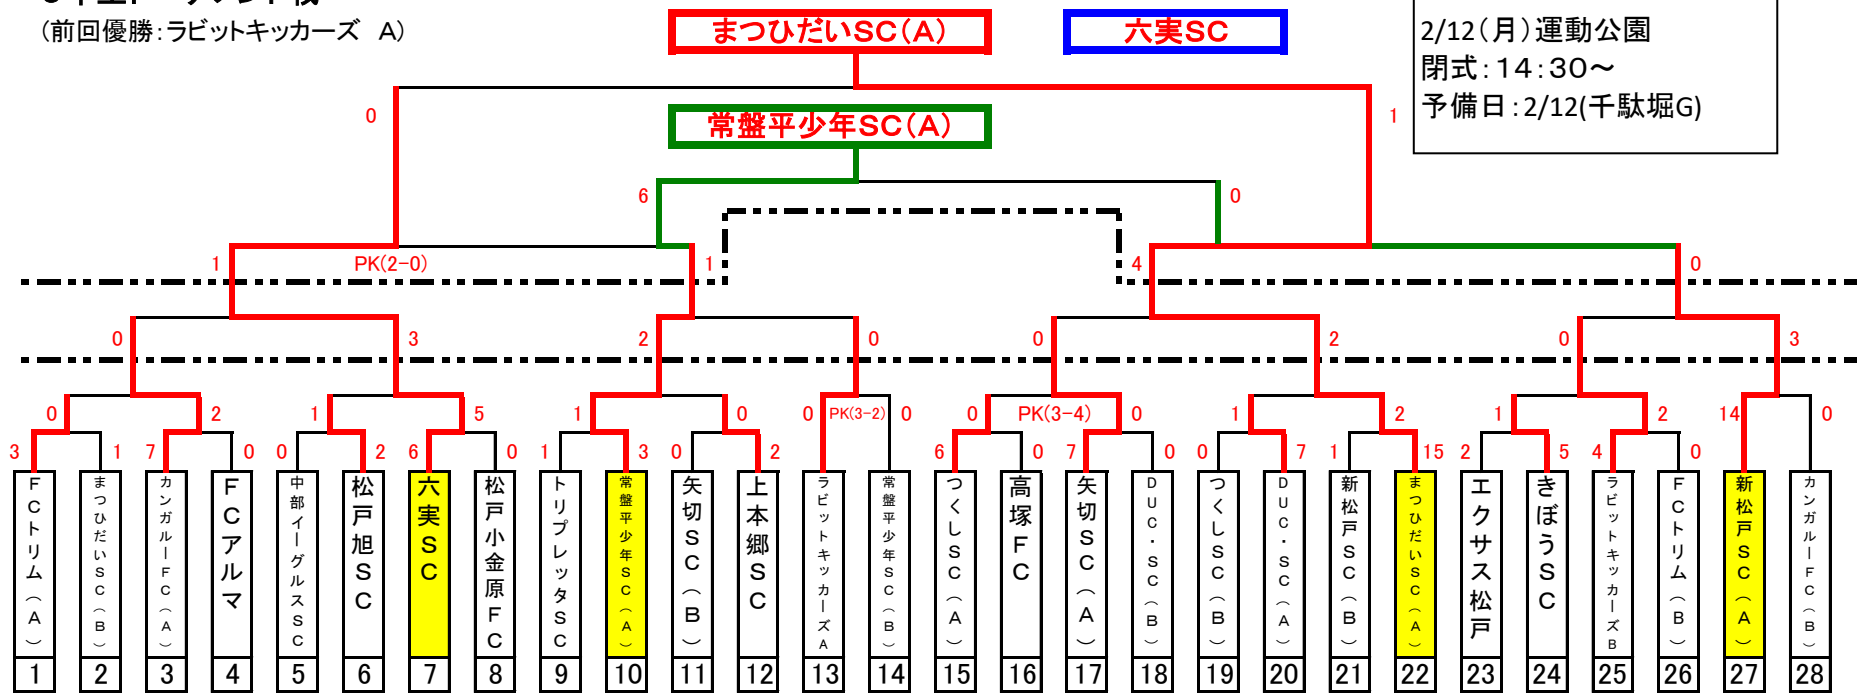 (前回優勝:ラビットキッカーズ A)
まつひだいSC(A)
六実SC
2/12(月)運動公園
閉式:14:30~
予備日:2/12(千駄堀G)
0
1
常盤平少年SC(A)
6
0
1
PK(2-0)
1
4
0
0
3
2
0
0
2
0
3
0
2
1
5
1
0
0
PK(3-2)
0
0
PK(3-4)
0
1
2
1
2
14
0
3
1
7
0
0
2
6
0
1
3
0
2
6
0
7
0
0
7
1
15
2
5
4
0
FCトリム(A)
まつひだいSC(B)
カンガルーFC(A)
FCアルマ
中部イーグルスSC
松戸旭SC
六実SC
松戸小金原FC
トリプレッタSC
常盤平少年SC(A)
矢切SC(B)
上本郷SC
ラビットキッカーズA
常盤平少年SC(B)
つくしSC(A)
高塚FC
矢切SC(A)
DUC・SC(B)
つくしSC(B)
DUC・SC(A)
新松戸SC(B)
まつひだいSC(A)
エクサス松戸
きぼうSC
ラビットキッカーズB
FCトリム(B)
新松戸SC(A)
カンガルーFC(B)
1
2
3
4
5
6
7
8
9
10
11
12
13
14
15
16
17
18
19
20
21
22
23
24
25
26
27
28